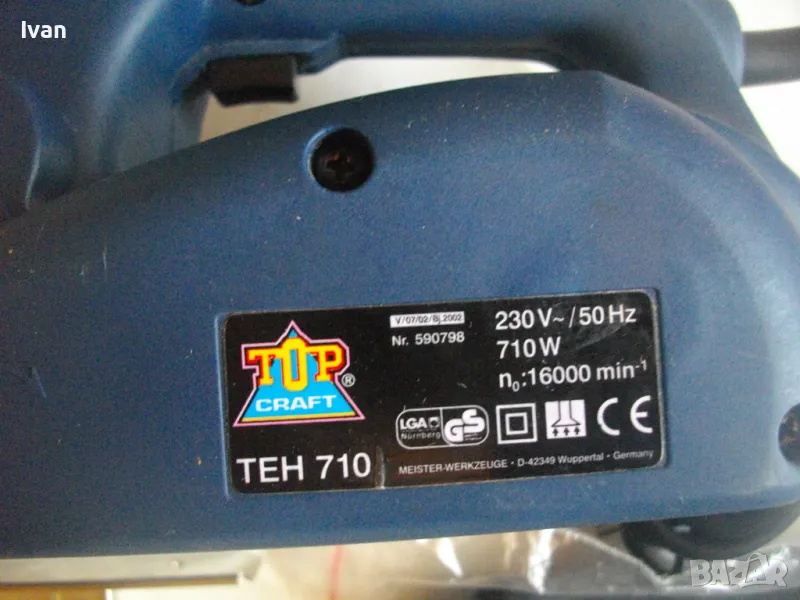 Ivan
V/07/02/Bj.2002
Nr. 590798
230 V~ /50 Hz
710 W
n₀:16000 min⁻¹
TOP
CRAFT
®
LGA
Nürnberg
GS
CE
TEH 710
MEISTER-WERKZEUGE · D-42349 Wuppertal · Germany
BAZAR